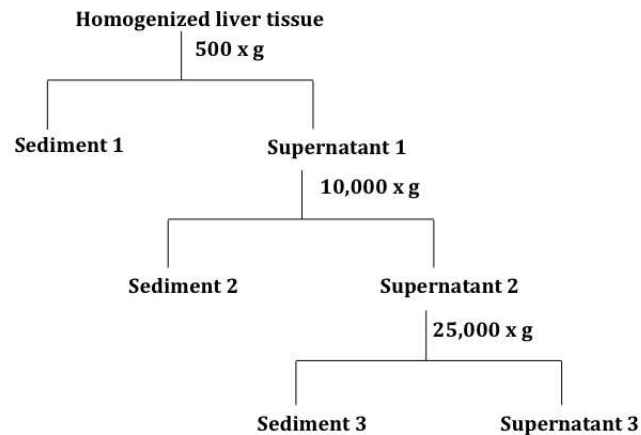 Homogenized liver tissue
500 x g
Sediment 1
Supernatant 1
10,000 x g
Sediment 2
Supernatant 2
25,000 x g
Sediment 3
Supernatant 3